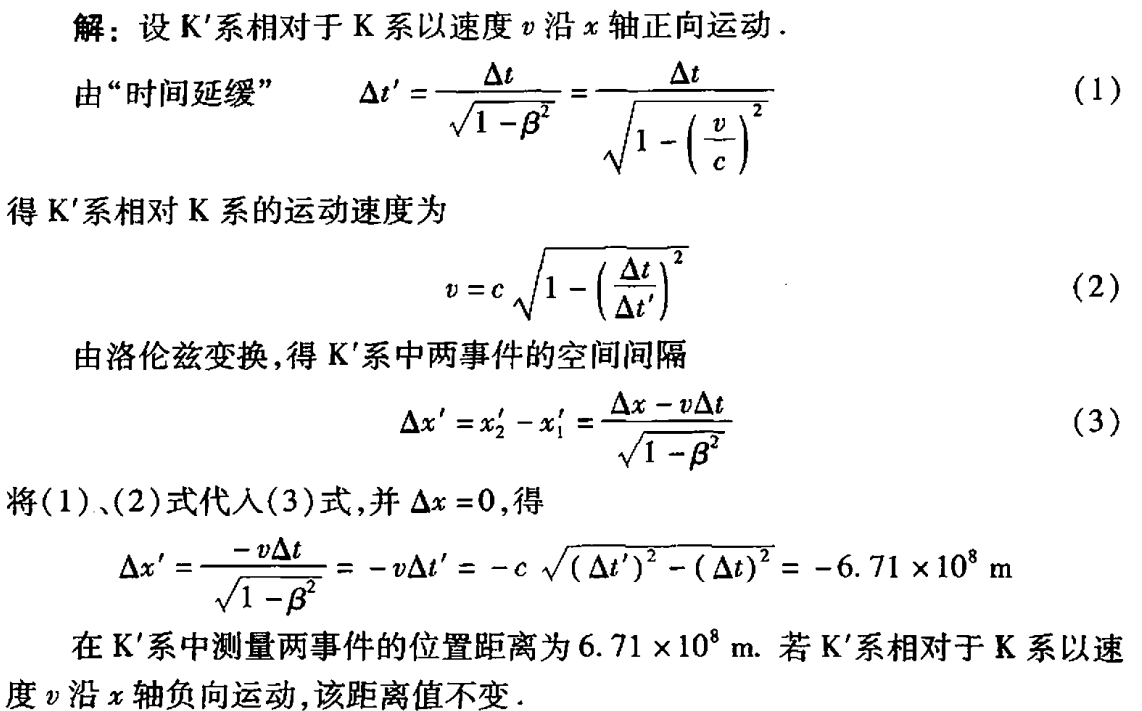 解：设 K′系相对于 K 系以速度 v 沿 x 轴正向运动.
由“时间延缓” Δt′ = Δt / √(1 − β²) = Δt / √(1 − (v/c)²) (1)
得 K′系相对 K 系的运动速度为
v = c √(1 − (Δt/Δt′)²) (2)
由洛伦兹变换,得 K′系中两事件的空间间隔
Δx′ = x₂′ − x₁′ = (Δx − vΔt) / √(1 − β²) (3)
将(1)、(2)式代入(3)式,并 Δx = 0,得
Δx′ = −vΔt / √(1 − β²) = −vΔt′ = −c √((Δt′)² − (Δt)²) = −6.71 × 10⁸ m
在 K′系中测量两事件的位置距离为 6.71 × 10⁸ m. 若 K′系相对于 K 系以速
度 v 沿 x 轴负向运动,该距离值不变.